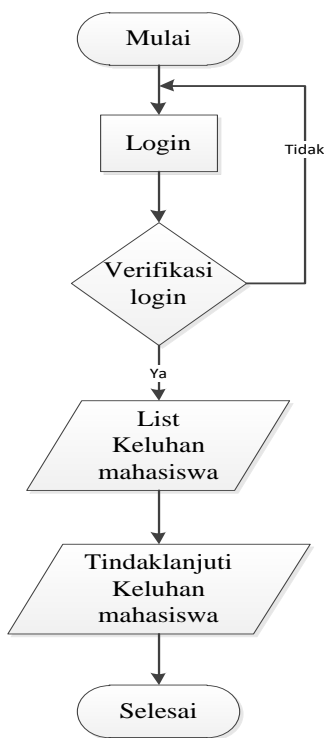 Mulai
Login
Tidak
Verifikasi
login
Ya
List
Keluhan
mahasiswa
Tindaklanjuti
Keluhan
mahasiswa
Selesai